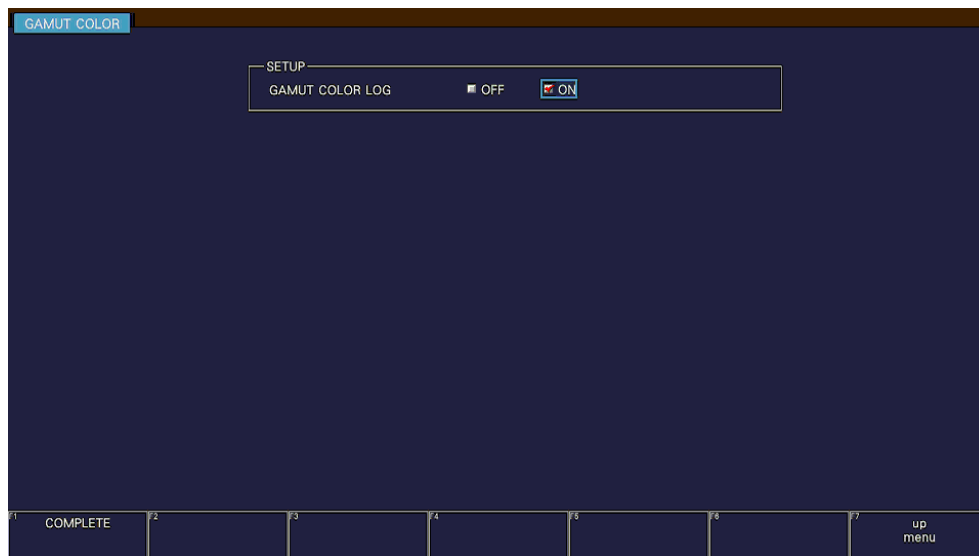 GAMUT COLOR
SETUP
GAMUT COLOR LOG OFF ON
F1 COMPLETE F2 F3 F4 F5 F6 F7 up
menu